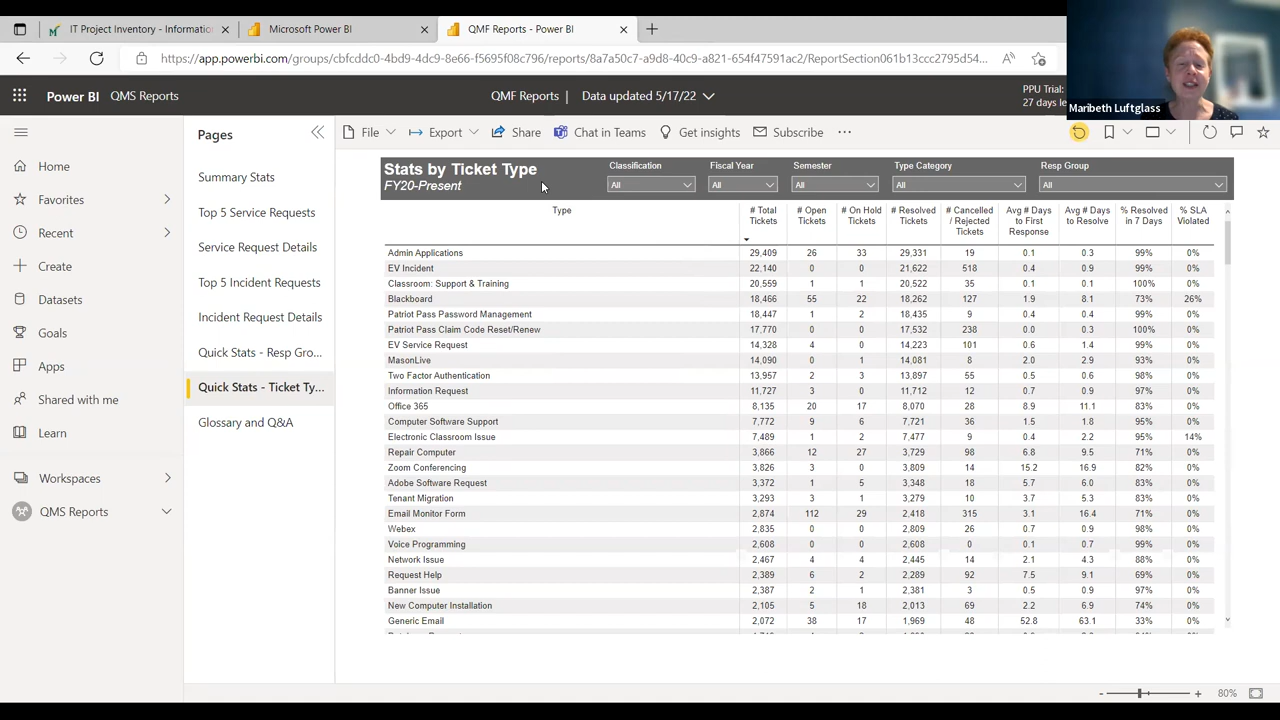 IT Project Inventory - Informatio
Microsoft Power BI
QMF Reports - Power BI
https://app.powerbi.com/groups/cbfcddc0-4bd9-4dc9-8e66-f5695f08c796/reports/8a7a50c7-a9d8-40c9-a821-654f47591ac2/ReportSection061b13ccc2795d54...
Maribeth Luftglass
Power BI QMS Reports
QMF Reports | Data updated 5/17/22
PPU Trial:
27 days le
Home
Favorites
Recent
Create
Datasets
Goals
Apps
Shared with me
Learn
Workspaces
QMS Reports
Pages
Summary Stats
Top 5 Service Requests
Service Request Details
Top 5 Incident Requests
Incident Request Details
Quick Stats - Resp Gro...
Quick Stats - Ticket Ty...
Glossary and Q&A
File Export Share Chat in Teams Get insights Subscribe ...
Stats by Ticket Type
FY20-Present
Classification Fiscal Year Semester Type Category Resp Group
All All All All All
Type # Total Tickets # Open Tickets # On Hold Tickets # Resolved Tickets # Cancelled / Rejected Tickets Avg # Days to First Response Avg # Days to Resolve % Resolved in 7 Days % SLA Violated
Admin Applications 29,409 26 33 29,331 19 0.1 0.3 99% 0%
EV Incident 22,140 0 0 21,622 518 0.4 0.9 99% 0%
Classroom: Support & Training 20,559 1 1 20,522 35 0.1 0.1 100% 0%
Blackboard 18,466 55 22 18,262 127 1.9 8.1 73% 26%
Patriot Pass Password Management 18,447 1 2 18,435 9 0.4 0.4 99% 0%
Patriot Pass Claim Code Reset/Renew 17,770 0 0 17,532 238 0.0 0.3 100% 0%
EV Service Request 14,328 4 0 14,223 101 0.6 1.4 99% 0%
MasonLive 14,090 0 1 14,081 8 2.0 2.9 93% 0%
Two Factor Authentication 13,957 2 3 13,897 55 0.5 0.6 98% 0%
Information Request 11,727 3 0 11,712 12 0.7 0.9 97% 0%
Office 365 8,135 20 17 8,070 28 8.9 11.1 83% 0%
Computer Software Support 7,772 9 6 7,721 36 1.5 1.8 95% 0%
Electronic Classroom Issue 7,489 1 2 7,477 9 0.4 2.2 95% 14%
Repair Computer 3,866 12 27 3,729 98 6.8 9.5 71% 0%
Zoom Conferencing 3,826 3 0 3,809 14 15.2 16.9 82% 0%
Adobe Software Request 3,372 1 5 3,348 18 5.7 6.0 83% 0%
Tenant Migration 3,293 3 1 3,279 10 3.7 5.3 83% 0%
Email Monitor Form 2,874 112 29 2,418 315 3.1 16.4 71% 0%
Webex 2,835 0 0 2,809 26 0.7 0.9 98% 0%
Voice Programming 2,608 0 0 2,608 0 0.1 0.7 99% 0%
Network Issue 2,467 4 4 2,445 14 2.1 4.3 88% 0%
Request Help 2,389 6 2 2,289 92 7.5 9.1 69% 0%
Banner Issue 2,387 2 1 2,381 3 0.5 0.9 97% 0%
New Computer Installation 2,105 5 18 2,013 69 2.2 6.9 74% 0%
Generic Email 2,072 38 17 1,969 48 52.8 63.1 33% 0%
80%